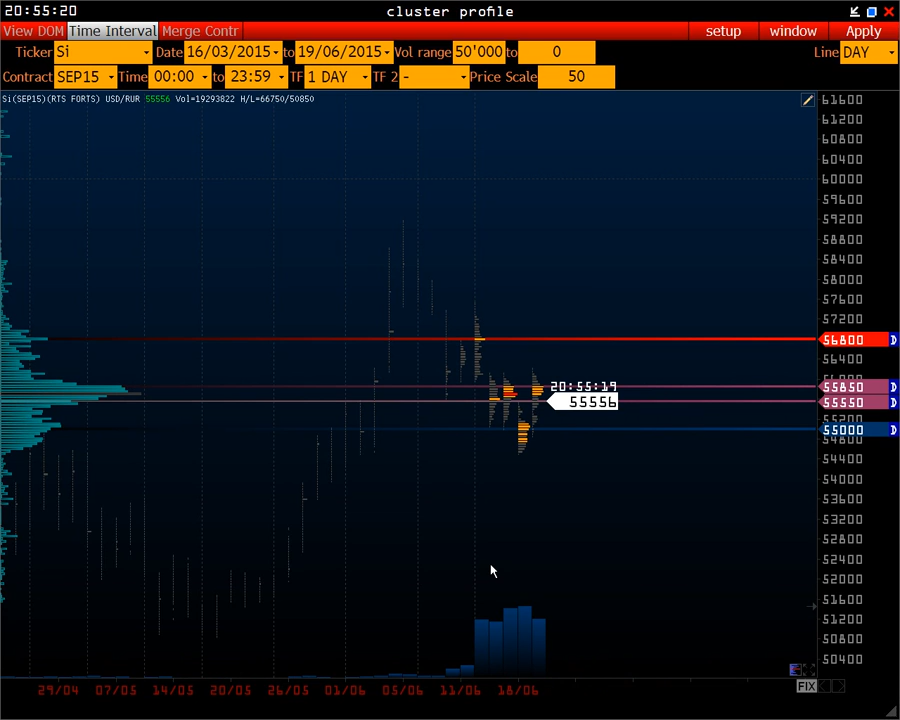 20:55:20 cluster profile
View DOM Time Interval Merge Contr setup window Apply
Ticker Si Date 16/03/2015 to 19/06/2015 Vol range 50'000 to 0 Line DAY
Contract SEP15 Time 00:00 to 23:59 TF 1 DAY TF 2 - Price Scale 50
Si(SEP15)(RTS FORTS) USD/RUR 55556 Vol=19293822 H/L=66750/50850
61600
61200
60800
60400
60000
59600
59200
58800
58400
58000
57600
57200
56800 D
56400
20:55:19
55850 D
55556
55550 D
55000 D
54800
54400
54000
53600
53200
52800
52400
52000
51600
51200
50800
50400
29/04 07/05 14/05 20/05 26/05 01/06 05/06 11/06 18/06
FIX